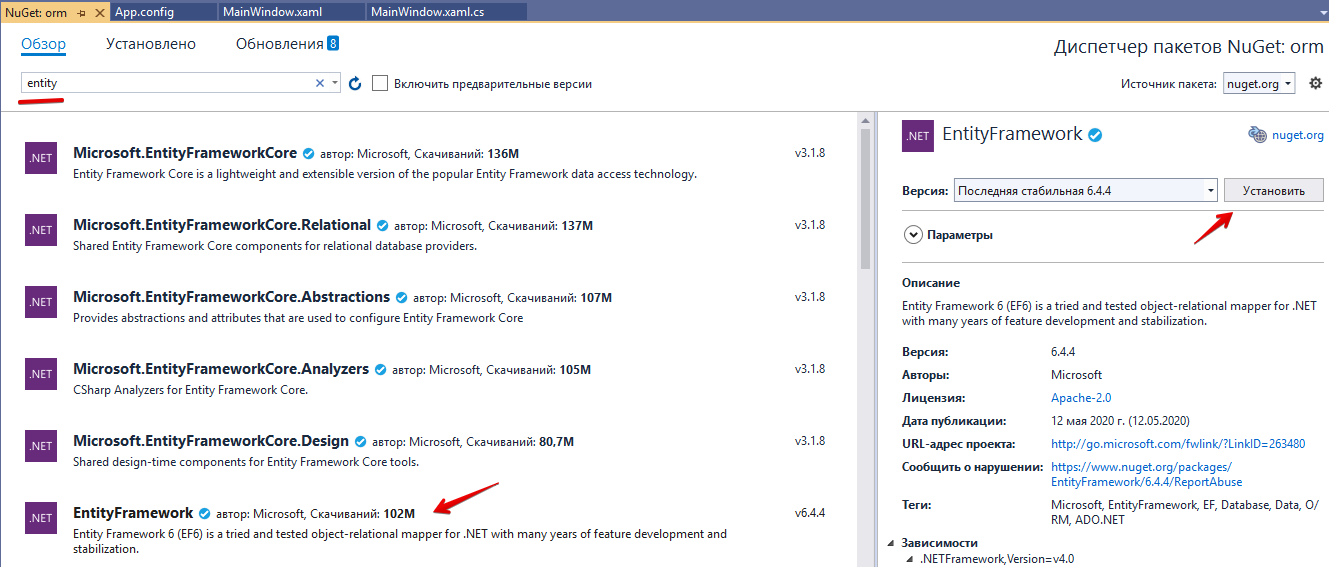 NuGet: orm
App.config
MainWindow.xaml
MainWindow.xaml.cs
Обзор
Установлено
Обновления 8
Диспетчер пакетов NuGet: orm
entity
Включить предварительные версии
Источник пакета: nuget.org
.NET
Microsoft.EntityFrameworkCore автор: Microsoft, Скачиваний: 136M
v3.1.8
Entity Framework Core is a lightweight and extensible version of the popular Entity Framework data access technology.
.NET
Microsoft.EntityFrameworkCore.Relational автор: Microsoft, Скачиваний: 137M
v3.1.8
Shared Entity Framework Core components for relational database providers.
.NET
Microsoft.EntityFrameworkCore.Abstractions автор: Microsoft, Скачиваний: 107M
v3.1.8
Provides abstractions and attributes that are used to configure Entity Framework Core
.NET
Microsoft.EntityFrameworkCore.Analyzers автор: Microsoft, Скачиваний: 105M
v3.1.8
CSharp Analyzers for Entity Framework Core.
.NET
Microsoft.EntityFrameworkCore.Design автор: Microsoft, Скачиваний: 80,7M
v3.1.8
Shared design-time components for Entity Framework Core tools.
.NET
EntityFramework автор: Microsoft, Скачиваний: 102M
v6.4.4
Entity Framework 6 (EF6) is a tried and tested object-relational mapper for .NET with many years of feature development and
stabilization.
.NET
EntityFramework
nuget.org
Версия: Последняя стабильная 6.4.4
Установить
Параметры
Описание
Entity Framework 6 (EF6) is a tried and tested object-relational mapper for .NET
with many years of feature development and stabilization.
Версия: 6.4.4
Авторы: Microsoft
Лицензия: Apache-2.0
Дата публикации: 12 мая 2020 г. (12.05.2020)
URL-адрес проекта: http://go.microsoft.com/fwlink/?LinkID=263480
Сообщить о нарушении: https://www.nuget.org/packages/
EntityFramework/6.4.4/ReportAbuse
Теги: Microsoft, EntityFramework, EF, Database, Data, O/
RM, ADO.NET
Зависимости
.NETFramework,Version=v4.0